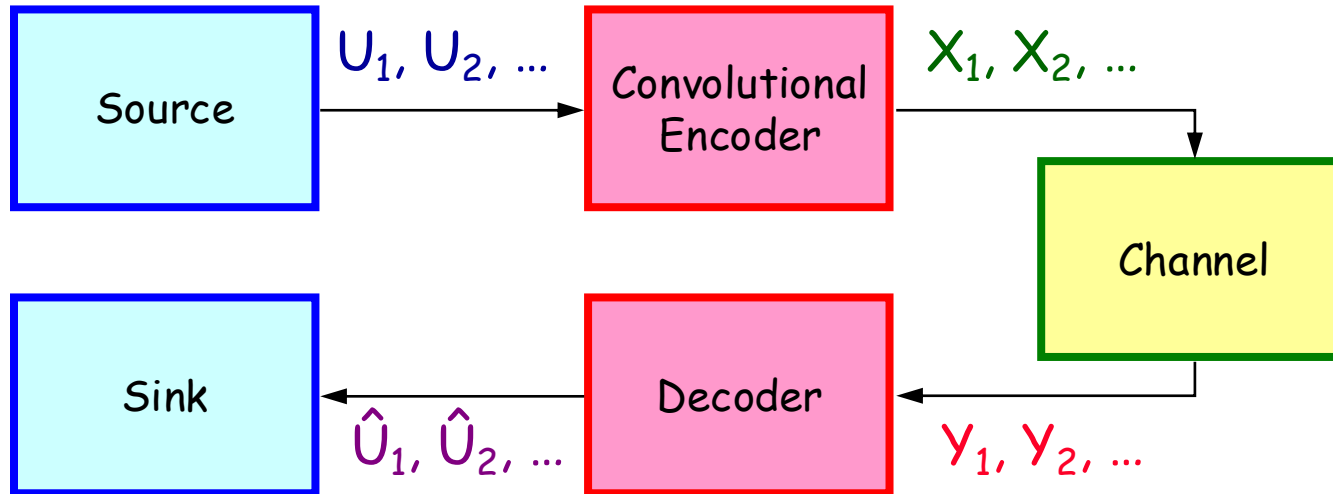 U₁, U₂, ...
X₁, X₂, ...
Source
Convolutional
Encoder
Channel
Sink
Decoder
Û₁, Û₂, ...
Y₁, Y₂, ...